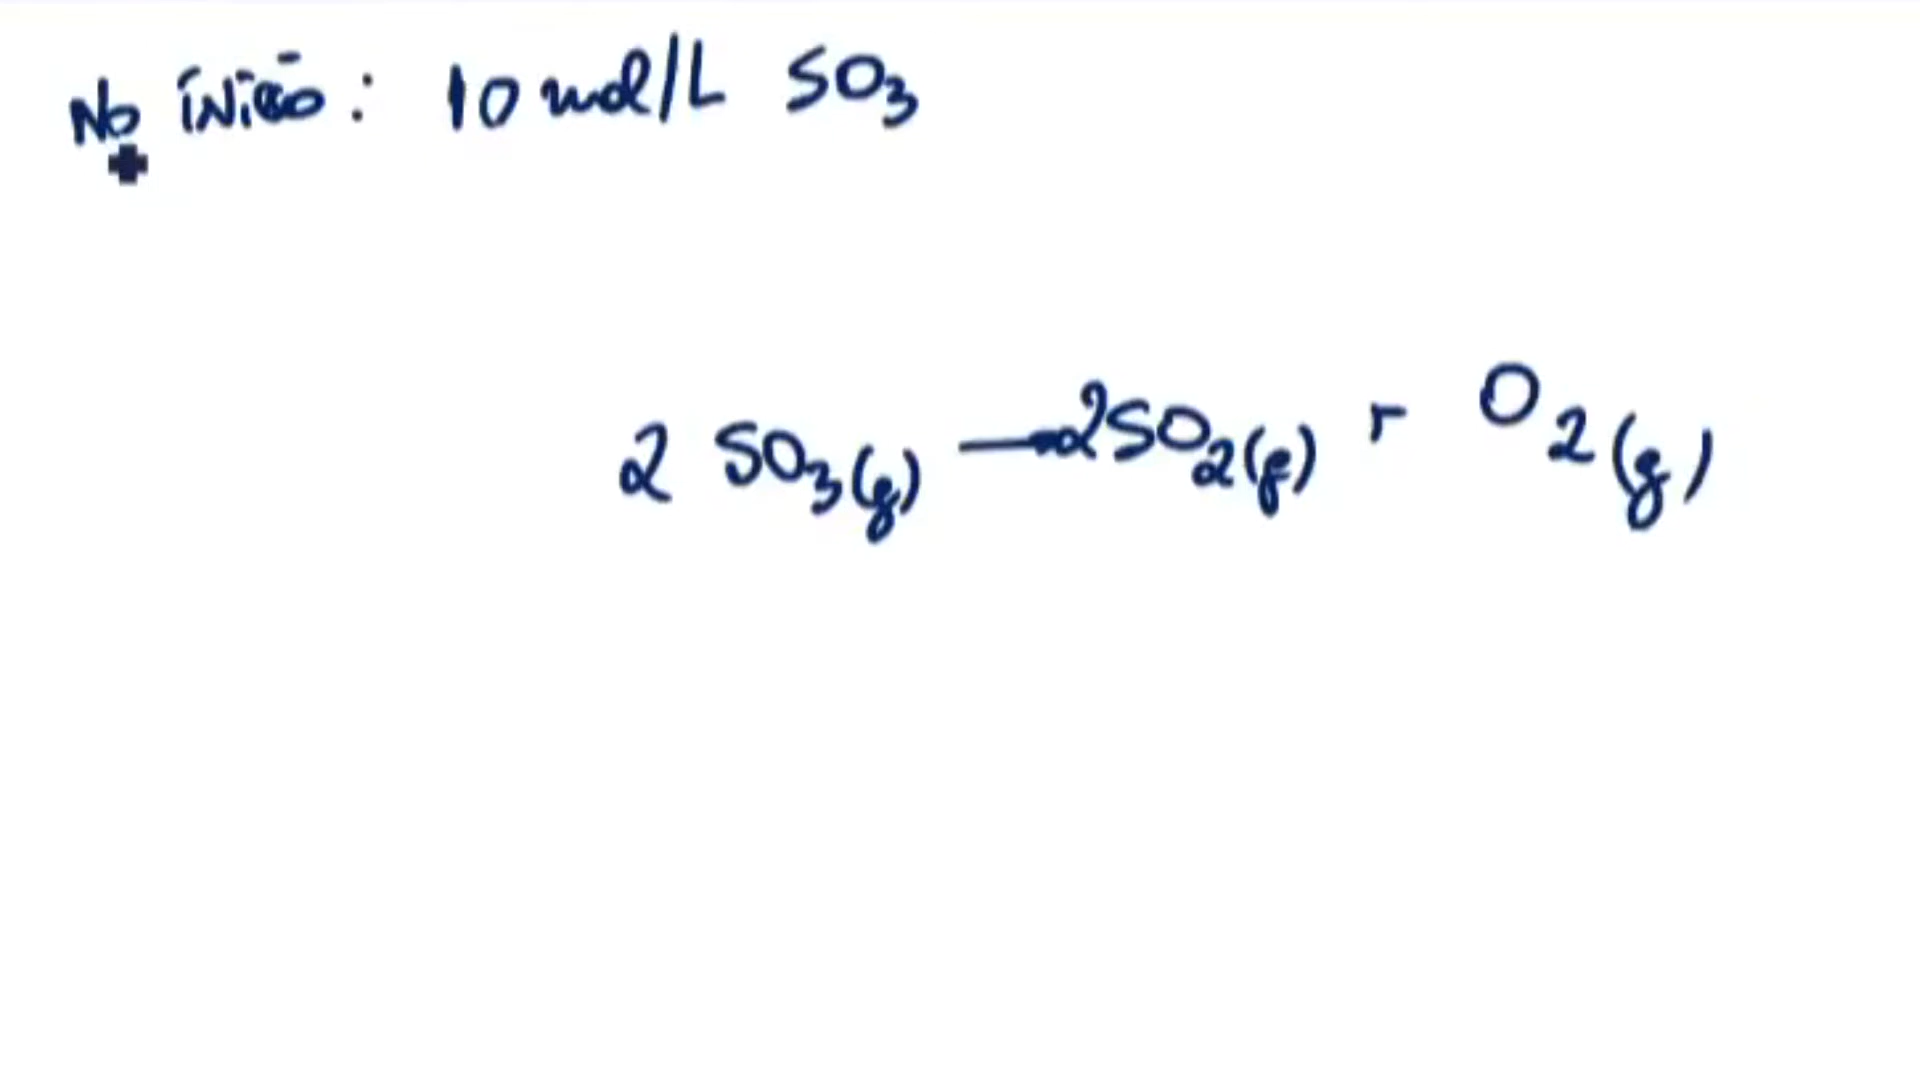 No início: 10 mol/L SO₃
2 SO₃(g) → 2SO₂(g) + O₂(g)